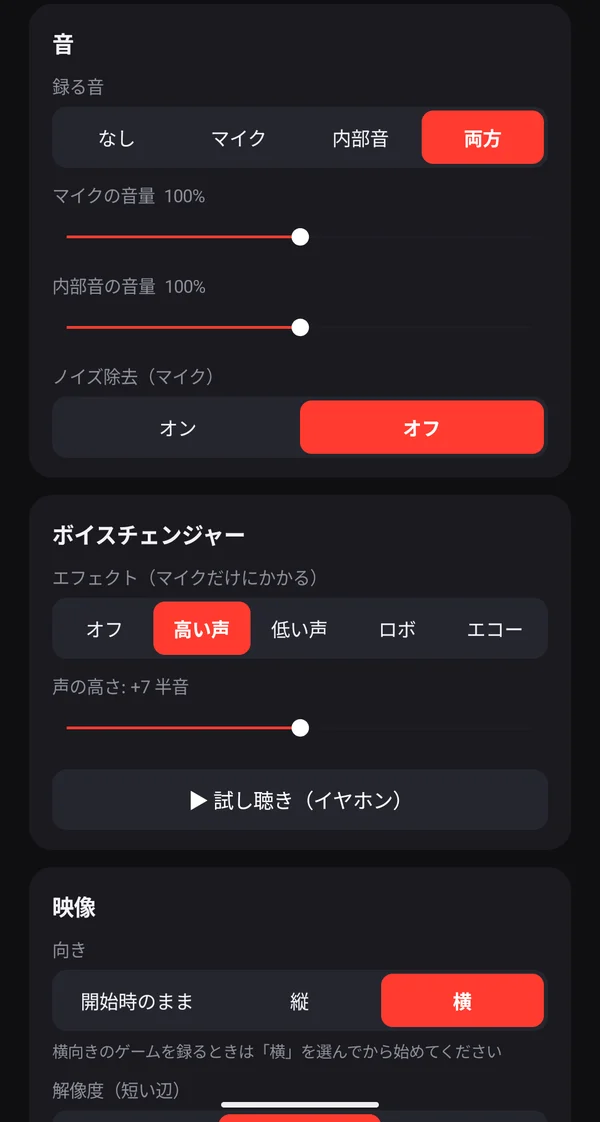 音
録る音
なし マイク 内部音 両方
マイクの音量 100%
内部音の音量 100%
ノイズ除去（マイク）
オン オフ
ボイスチェンジャー
エフェクト（マイクだけにかかる）
オフ 高い声 低い声 ロボ エコー
声の高さ: +7 半音
▶ 試し聴き（イヤホン）
映像
向き
開始時のまま 縦 横
横向きのゲームを録るときは「横」を選んでから始めてください
解像度（短い辺）